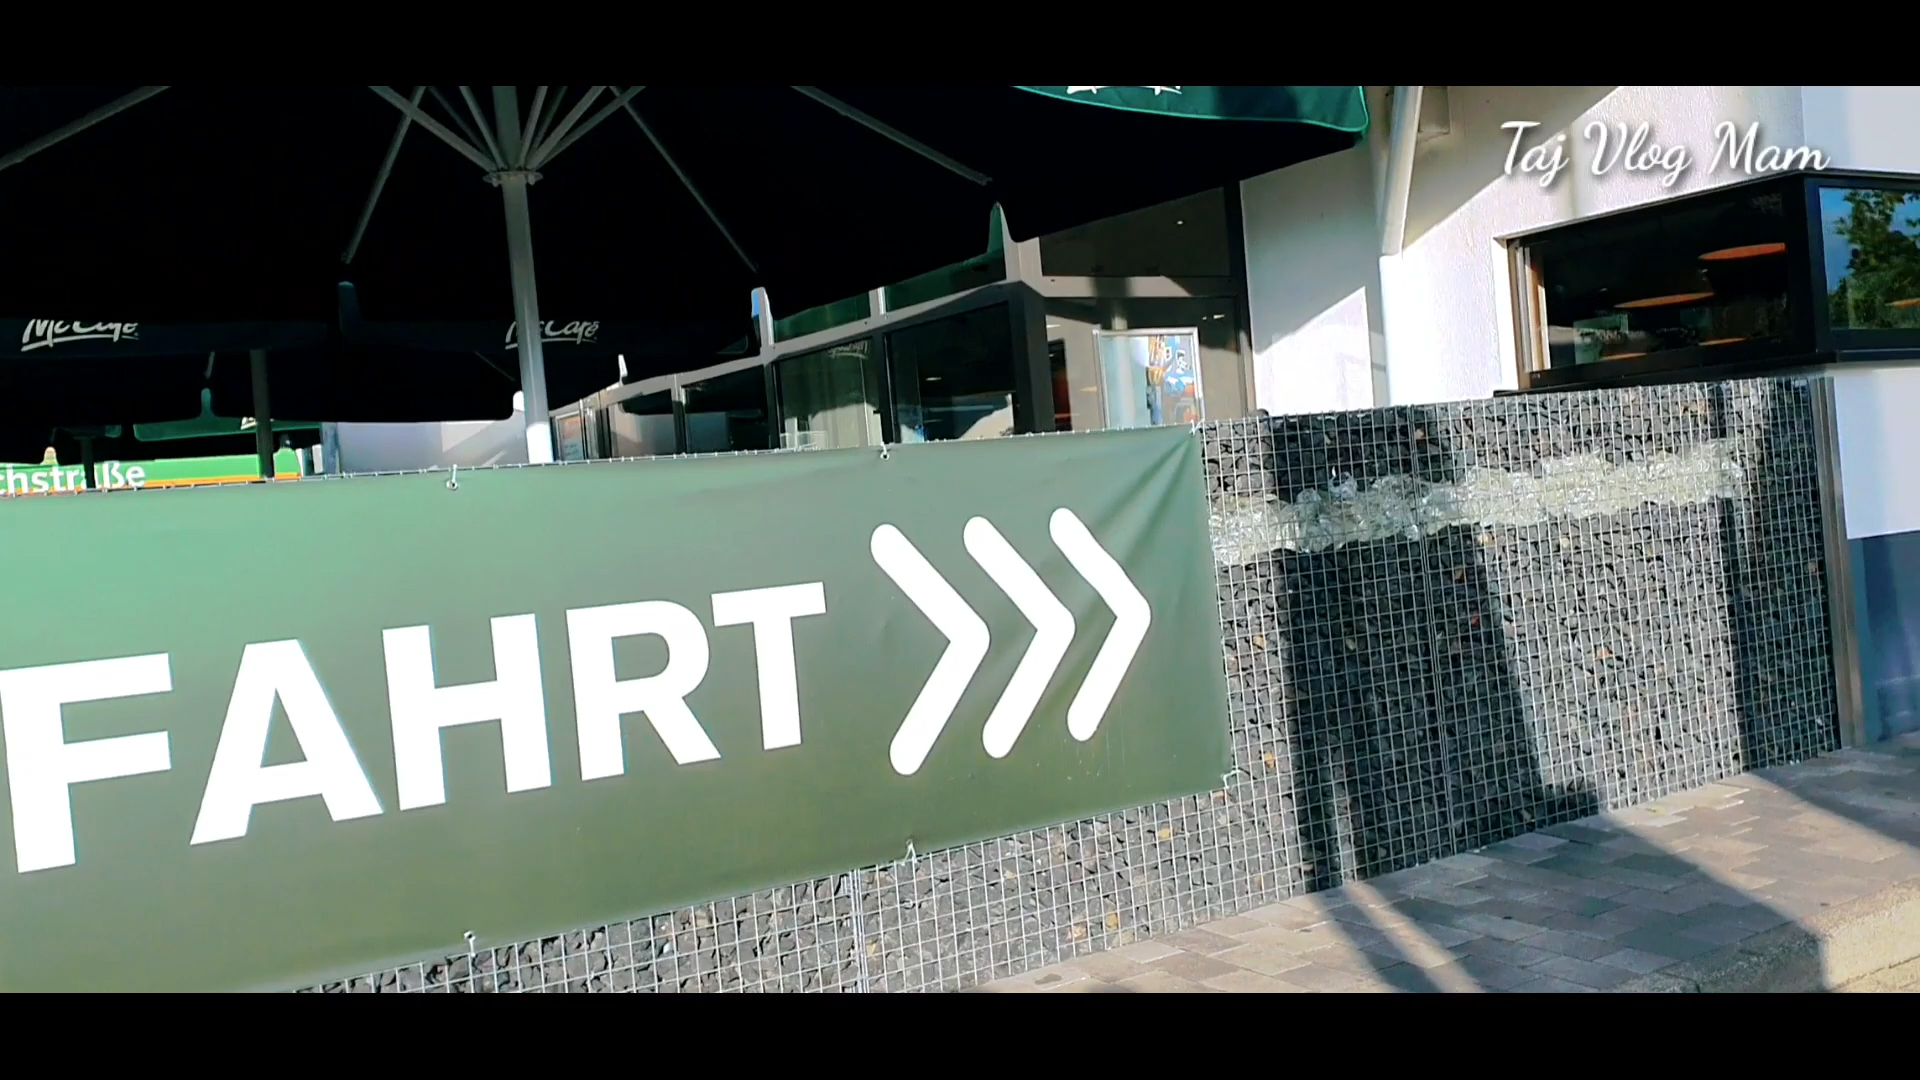 Taj Vlog Mam
McCafé
McCafé
chstraße
FAHRT